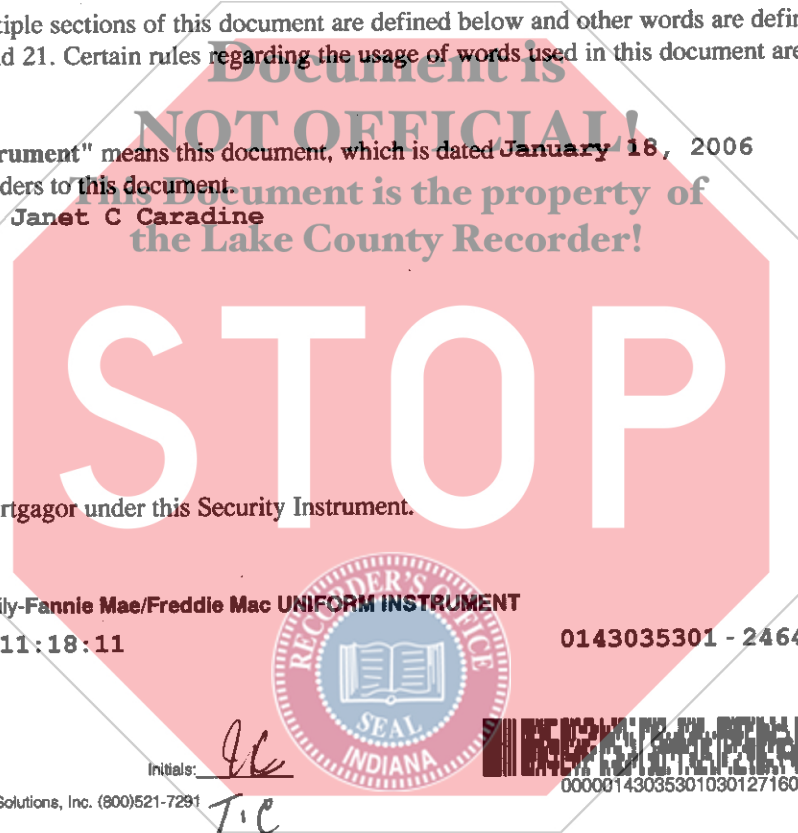 tiple sections of this document are defined below and other words are defin
d 21. Certain rules regarding the usage of words used in this document are
Document is
NOT OFFICIAL!
rument" means this document, which is dated January 18, 2006
ders to this document.
This Document is the property of
Janet C Caradine
the Lake County Recorder!
STOP
rtgagor under this Security Instrument.
ily-Fannie Mae/Freddie Mac UNIFORM INSTRUMENT
11:18:11
0143035301 - 2464
RECORDER'S OFFICE
SEAL
INDIANA
Initials: JC
00000143035301030127160
Solutions, Inc. (800)521-7291
T.C